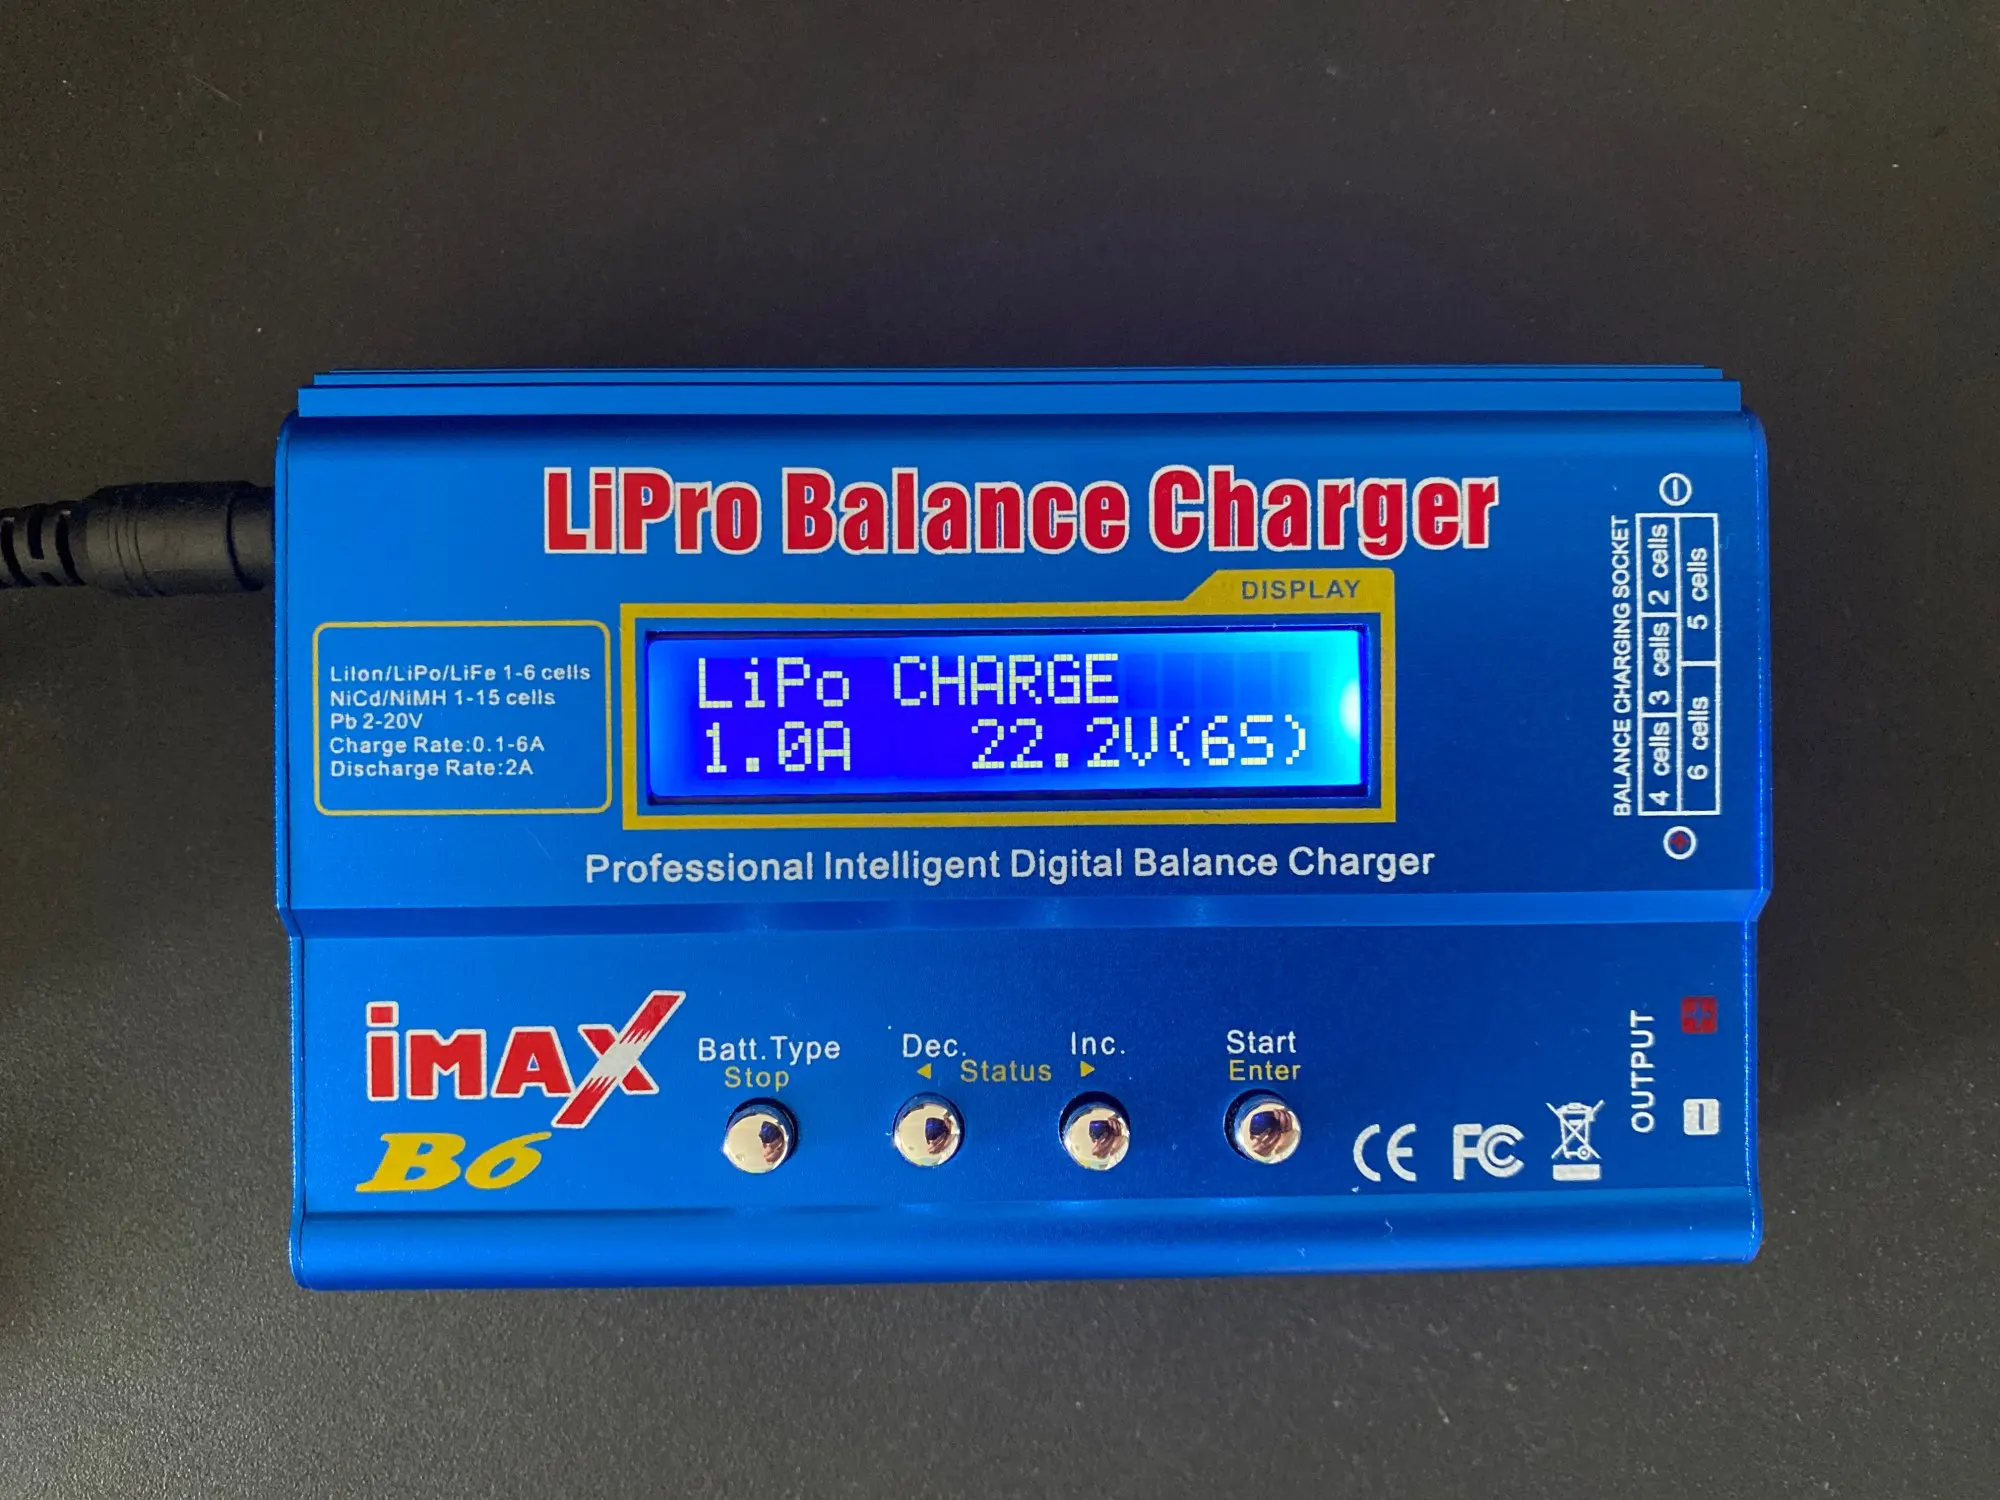 LiPro Balance Charger
DISPLAY
LiPo CHARGE
1.0A 22.2V(6S)
LiIon/LiPo/LiFe 1-6 cells
NiCd/NiMH 1-15 cells
Pb 2-20V
Charge Rate:0.1-6A
Discharge Rate:2A
Professional Intelligent Digital Balance Charger
BALANCE CHARGING SOCKET
4 cells 3 cells 2 cells
6 cells 5 cells
iMAX
B6
Batt.Type
Stop
Dec.
Inc.
◄ Status ►
Start
Enter
CE FC
OUTPUT
+
-